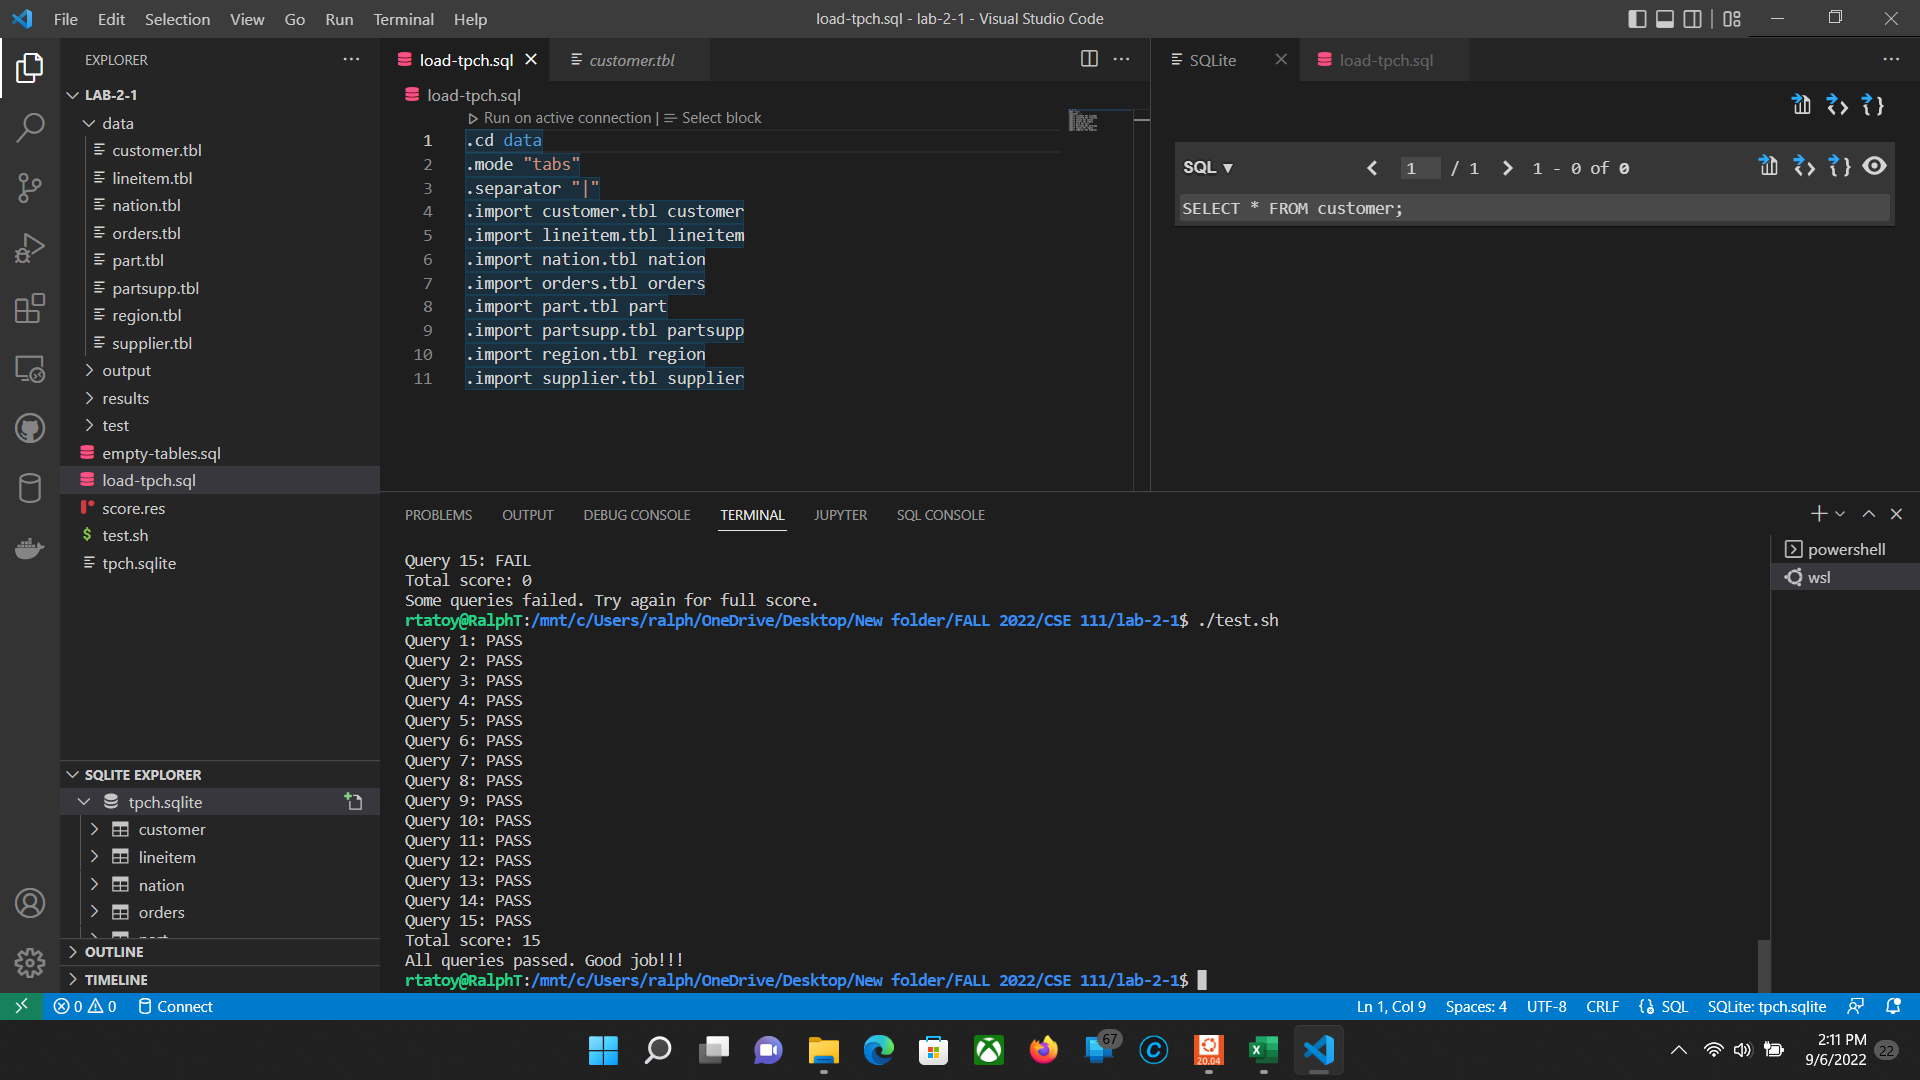 File Edit Selection View Go Run Terminal Help
load-tpch.sql - lab-2-1 - Visual Studio Code
EXPLORER
LAB-2-1
data
customer.tbl
lineitem.tbl
nation.tbl
orders.tbl
part.tbl
partsupp.tbl
region.tbl
supplier.tbl
output
results
test
empty-tables.sql
load-tpch.sql
score.res
$ test.sh
tpch.sqlite
SQLITE EXPLORER
tpch.sqlite
customer
lineitem
nation
orders
OUTLINE
TIMELINE
load-tpch.sql
customer.tbl
load-tpch.sql
Run on active connection | Select block
1 .cd data
2 .mode "tabs"
3 .separator "|"
4 .import customer.tbl customer
5 .import lineitem.tbl lineitem
6 .import nation.tbl nation
7 .import orders.tbl orders
8 .import part.tbl part
9 .import partsupp.tbl partsupp
10 .import region.tbl region
11 .import supplier.tbl supplier
SQLite
load-tpch.sql
SQL
1 / 1
1 - 0 of 0
SELECT * FROM customer;
PROBLEMS OUTPUT DEBUG CONSOLE TERMINAL JUPYTER SQL CONSOLE
Query 15: FAIL
Total score: 0
Some queries failed. Try again for full score.
rtatoy@RalphT:/mnt/c/Users/ralph/OneDrive/Desktop/New folder/FALL 2022/CSE 111/lab-2-1$ ./test.sh
Query 1: PASS
Query 2: PASS
Query 3: PASS
Query 4: PASS
Query 5: PASS
Query 6: PASS
Query 7: PASS
Query 8: PASS
Query 9: PASS
Query 10: PASS
Query 11: PASS
Query 12: PASS
Query 13: PASS
Query 14: PASS
Query 15: PASS
Total score: 15
All queries passed. Good job!!!
rtatoy@RalphT:/mnt/c/Users/ralph/OneDrive/Desktop/New folder/FALL 2022/CSE 111/lab-2-1$
powershell
wsl
0 0 Connect
Ln 1, Col 9 Spaces: 4 UTF-8 CRLF SQL SQLite: tpch.sqlite
67
20.04
2:11 PM
9/6/2022
22